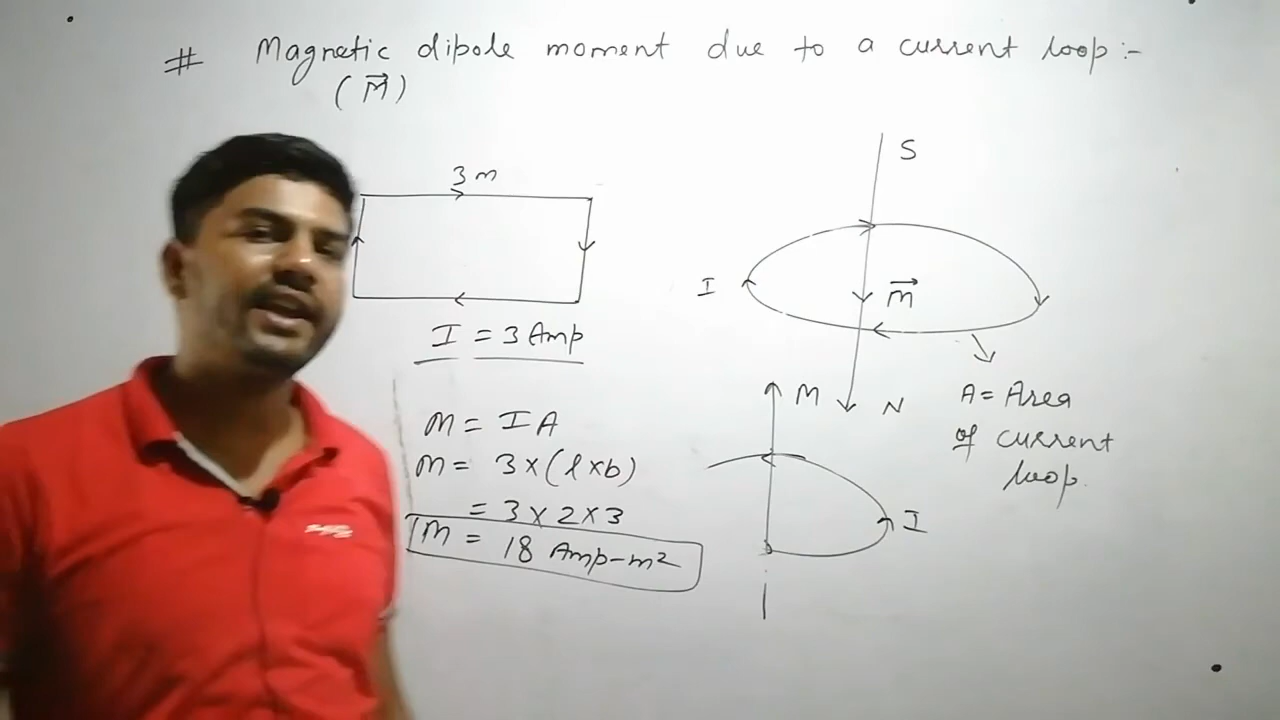 # Magnetic dipole moment due to a current loop:-
(M⃗)
3 m
I = 3 Amp
M = I A
M = 3 × (l × b)
= 3 × 2 × 3
M = 18 Amp-m²
S
I
M⃗
N
A = Area
of current
loop.
M
I